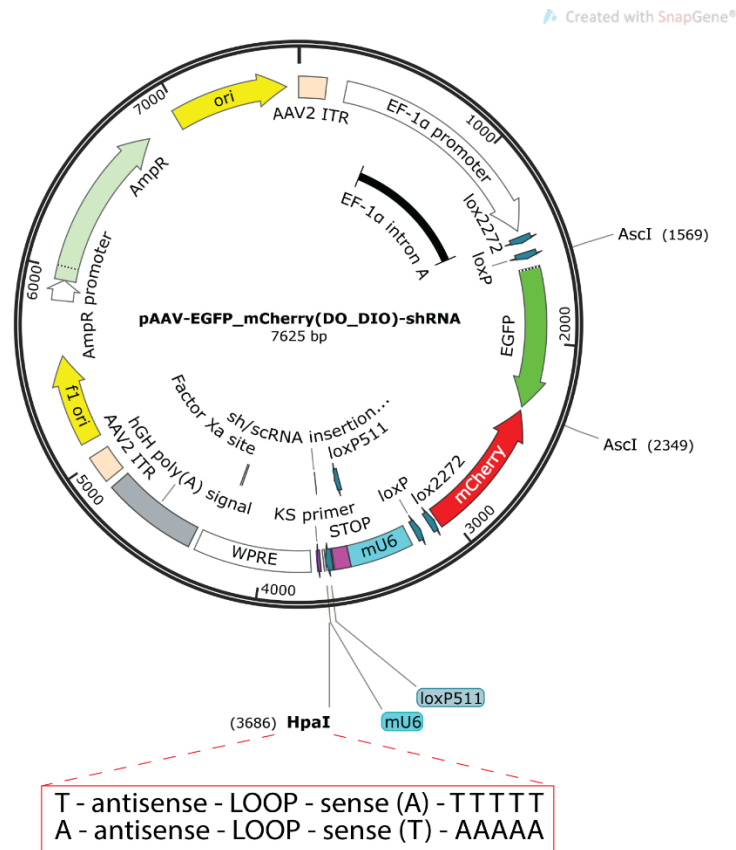 Created with SnapGene®
7000
ori
AAV2 ITR
EF-1α promoter
1000
AmpR
EF-1α intron A
lox2272
loxP
AscI (1569)
6000
AmpR promoter
pAAV-EGFP_mCherry(DO_DIO)-shRNA
7625 bp
EGFP
2000
f1 ori
AAV2 ITR
hGH poly(A) signal
Factor Xa site
sh/scRNA insertion...
loxP511
AscI (2349)
mCherry
5000
KS primer
STOP
loxP
lox2272
WPRE
mU6
3000
4000
loxP511
(3686) HpaI
mU6
T - antisense - LOOP - sense (A) - TTTTT
A - antisense - LOOP - sense (T) - AAAAA